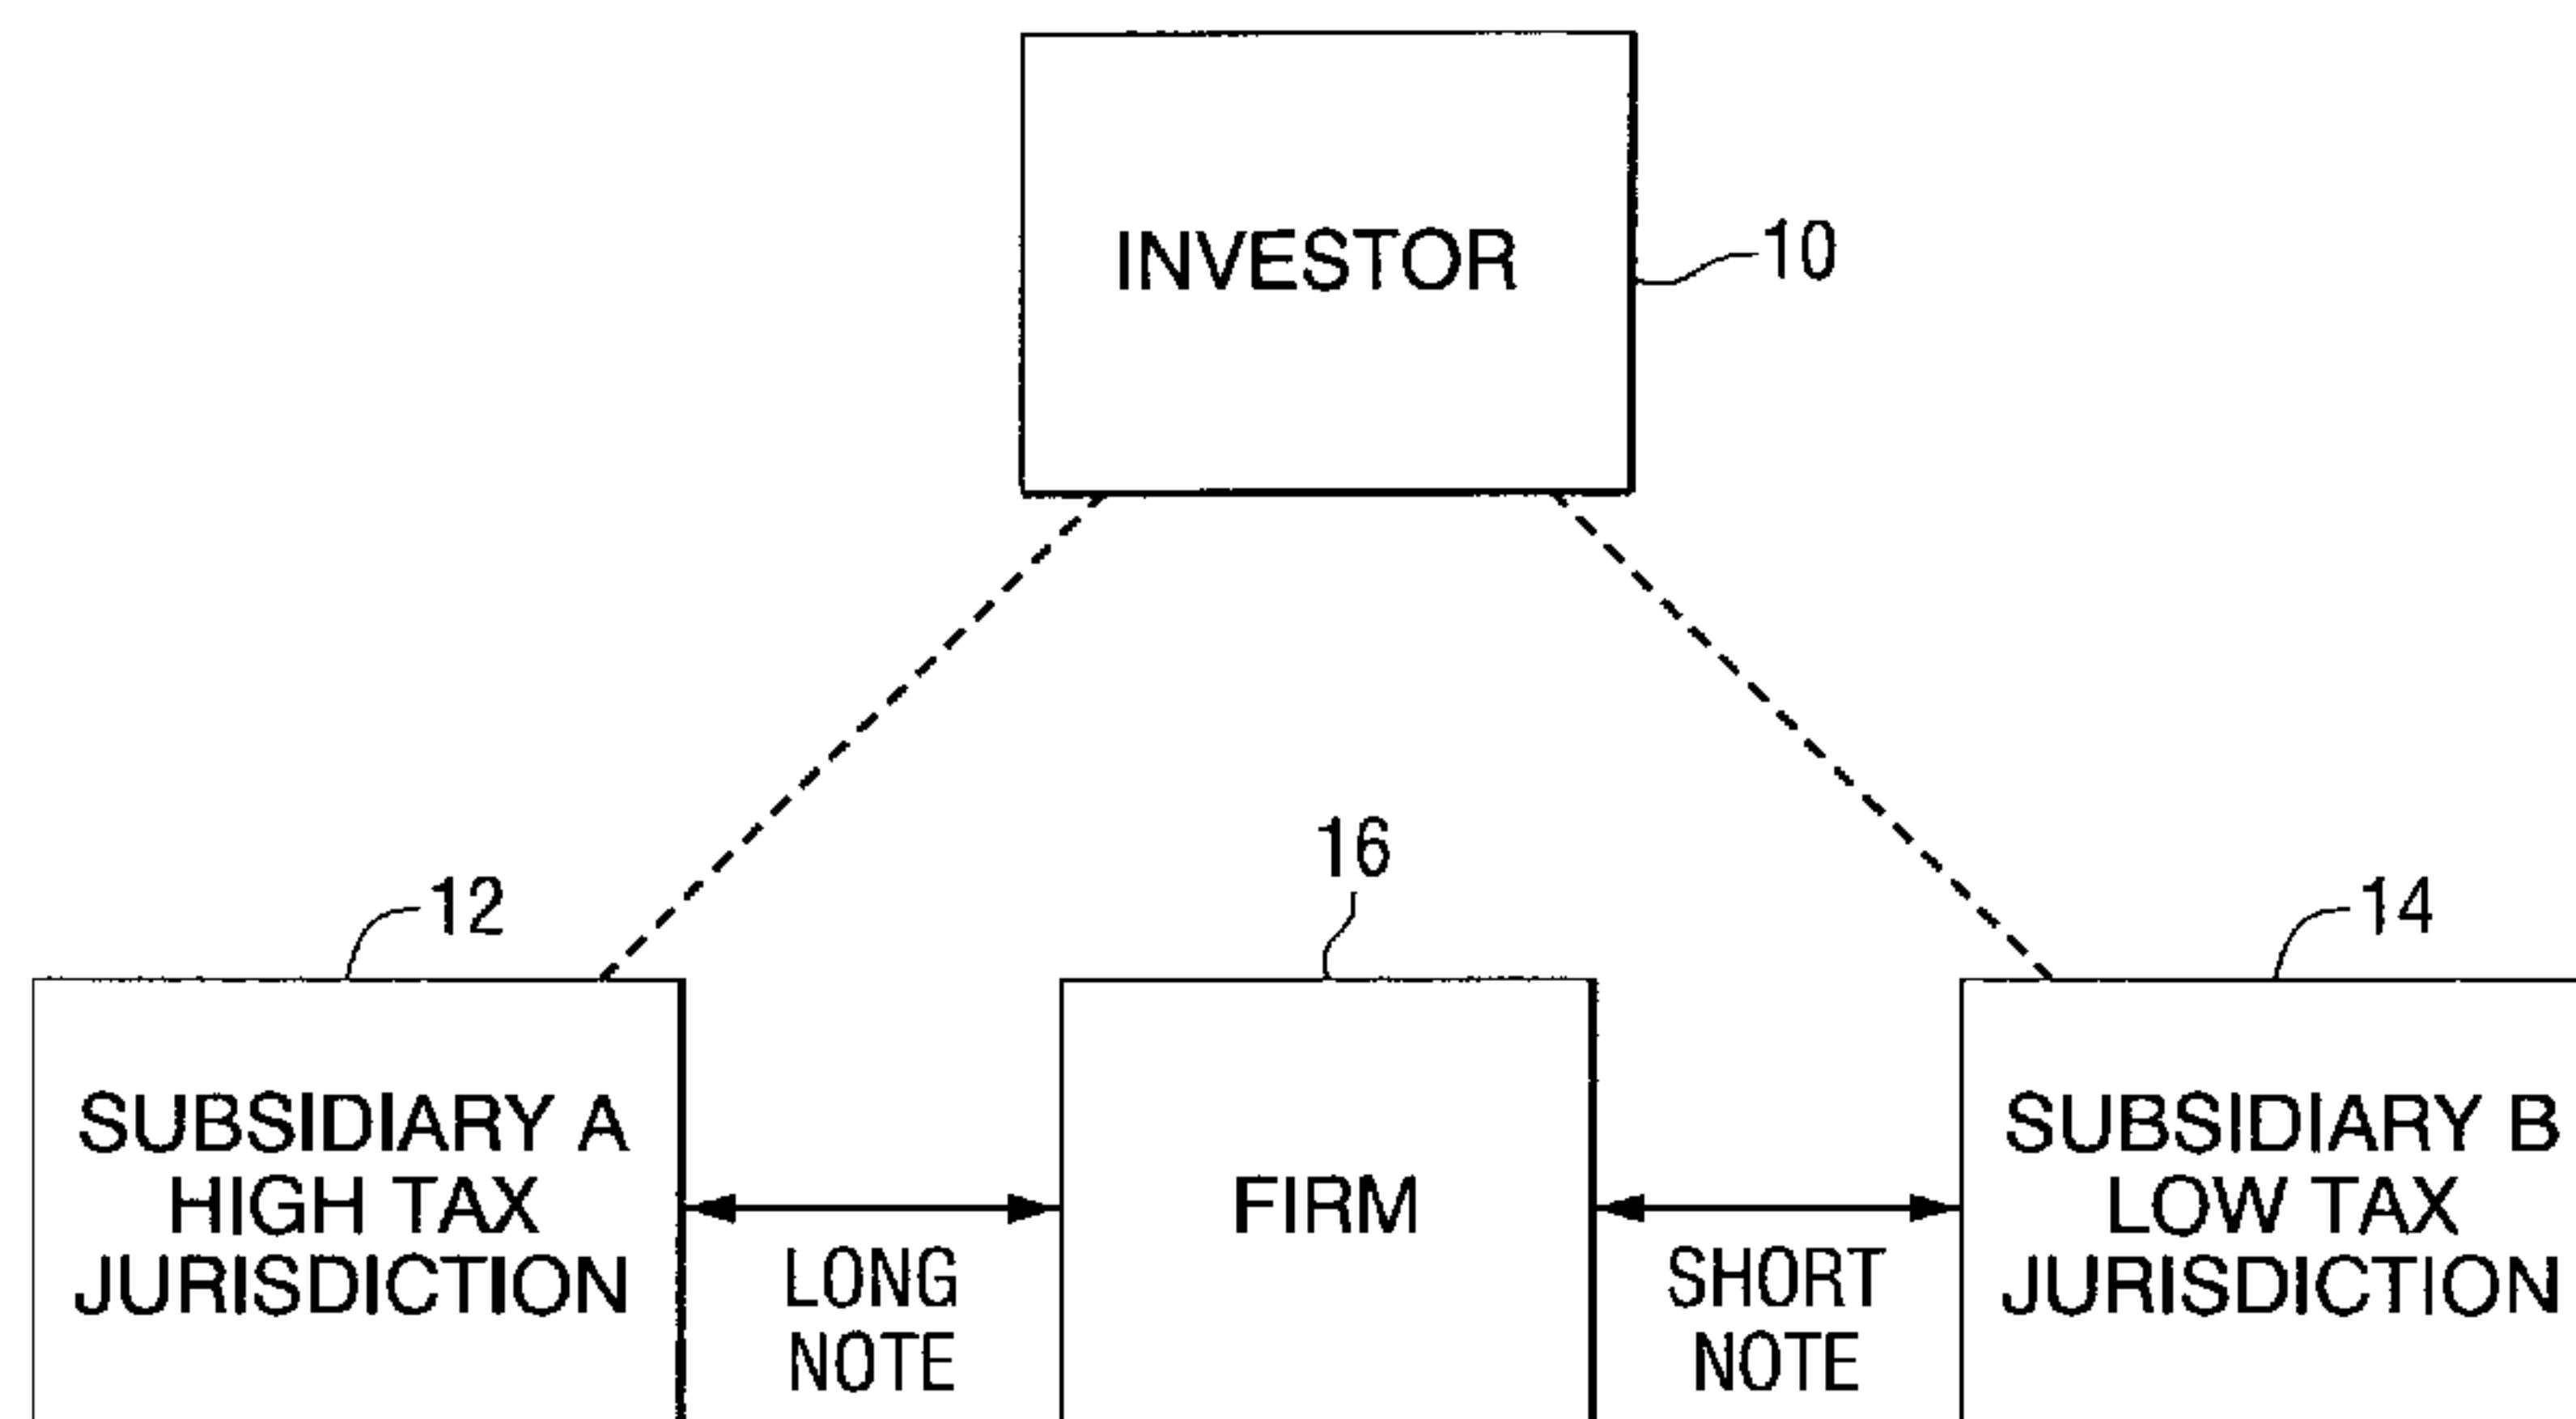 INVESTOR
10
12
16
14
SUBSIDIARY A
HIGH TAX
JURISDICTION
LONG
NOTE
FIRM
SHORT
NOTE
SUBSIDIARY B
LOW TAX
JURISDICTION